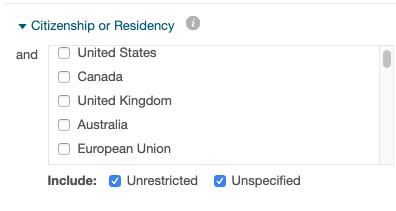 Citizenship or Residency
and
United States
Canada
United Kingdom
Australia
European Union
Include: Unrestricted Unspecified